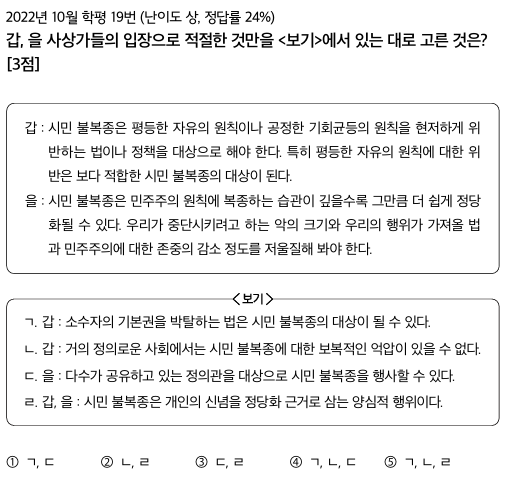 2022년 10월 학평 19번 (난이도 상, 정답률 24%)
갑, 을 사상가들의 입장으로 적절한 것만을 <보기>에서 있는 대로 고른 것은?
[3점]
갑 : 시민 불복종은 평등한 자유의 원칙이나 공정한 기회균등의 원칙을 현저하게 위
반하는 법이나 정책을 대상으로 해야 한다. 특히 평등한 자유의 원칙에 대한 위
반은 보다 적합한 시민 불복종의 대상이 된다.
을 : 시민 불복종은 민주주의 원칙에 복종하는 습관이 깊을수록 그만큼 더 쉽게 정당
화될 수 있다. 우리가 중단시키려고 하는 악의 크기와 우리의 행위가 가져올 법
과 민주주의에 대한 존중의 감소 정도를 저울질해 봐야 한다.
<보기>
ㄱ. 갑 : 소수자의 기본권을 박탈하는 법은 시민 불복종의 대상이 될 수 있다.
ㄴ. 갑 : 거의 정의로운 사회에서는 시민 불복종에 대한 보복적인 억압이 있을 수 없다.
ㄷ. 을 : 다수가 공유하고 있는 정의관을 대상으로 시민 불복종을 행사할 수 있다.
ㄹ. 갑, 을 : 시민 불복종은 개인의 신념을 정당화 근거로 삼는 양심적 행위이다.
① ㄱ, ㄷ ② ㄴ, ㄹ ③ ㄷ, ㄹ ④ ㄱ, ㄴ, ㄷ ⑤ ㄱ, ㄴ, ㄹ